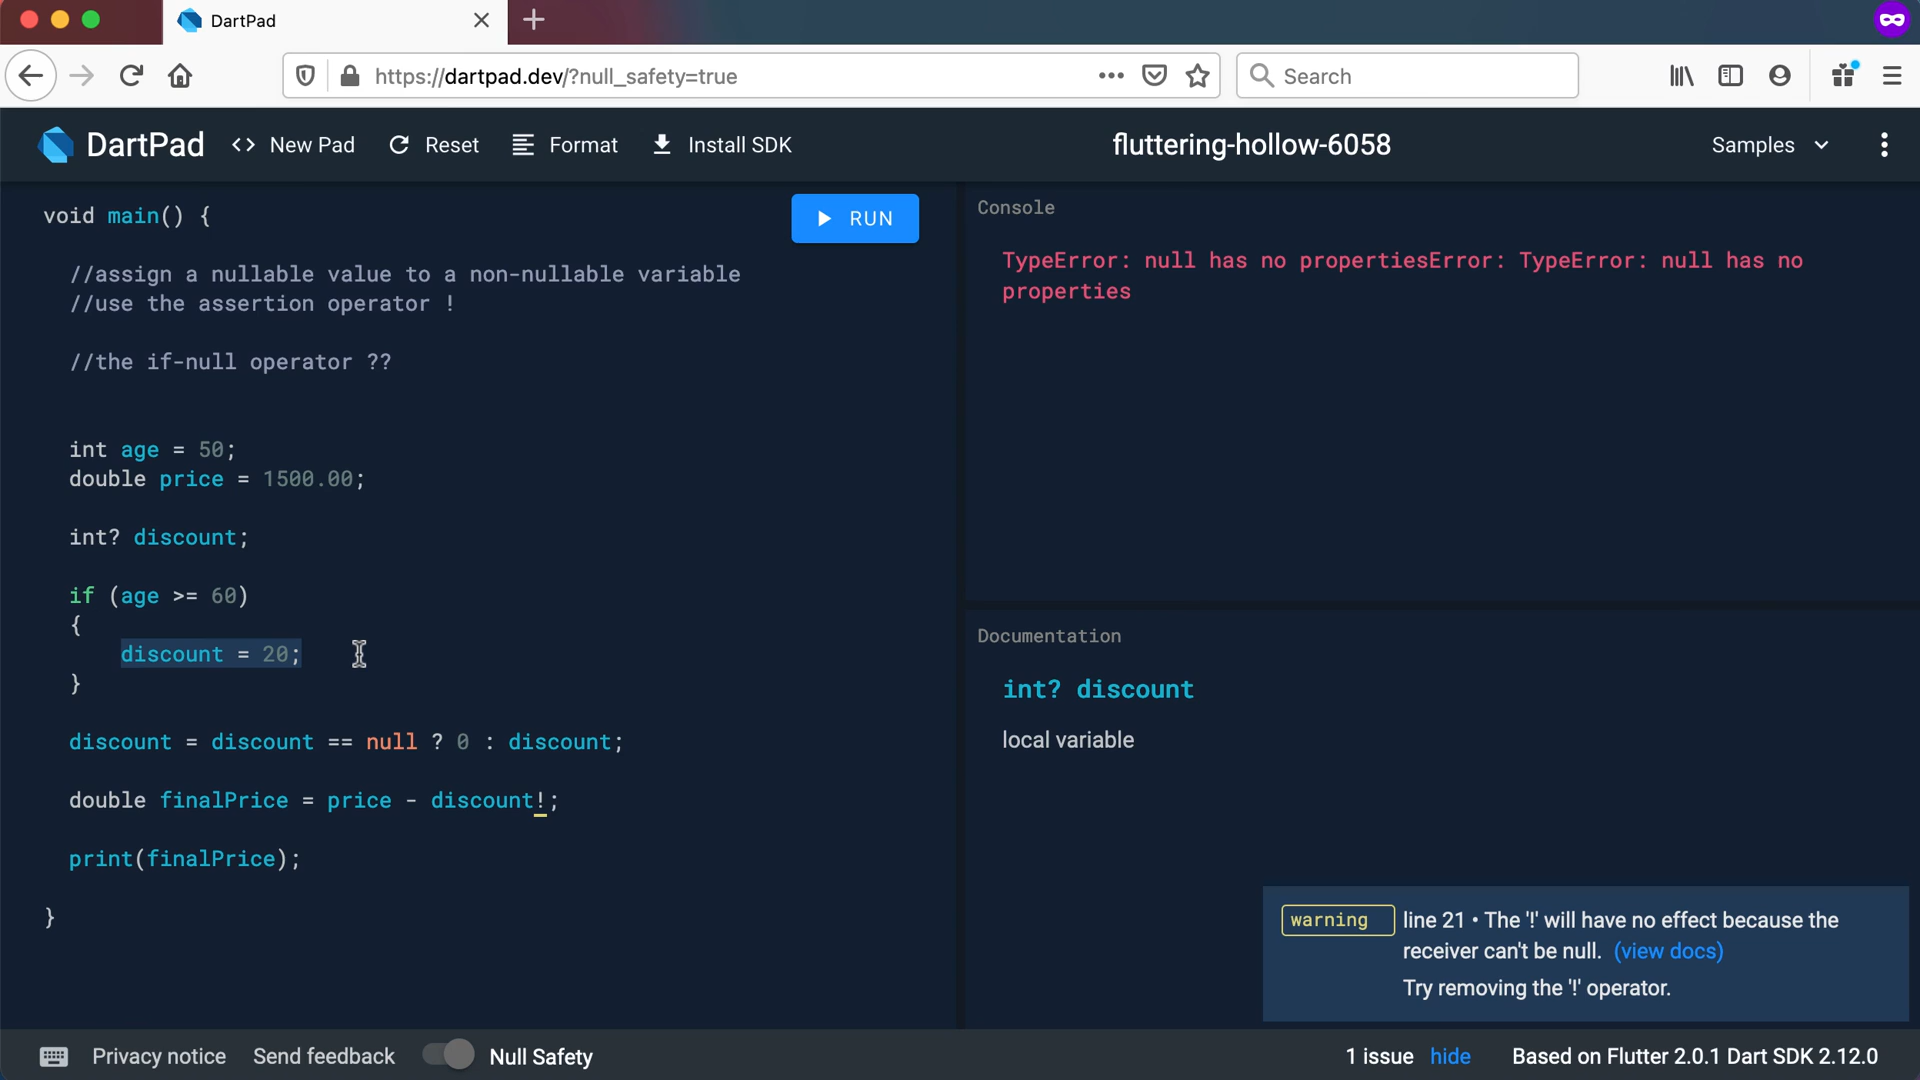 DartPad
https://dartpad.dev/?null_safety=true
Search
DartPad
<> New Pad
Reset
Format
Install SDK
fluttering-hollow-6058
Samples
void main() {
RUN
//assign a nullable value to a non-nullable variable
//use the assertion operator !
//the if-null operator ??
int age = 50;
double price = 1500.00;
int? discount;
if (age >= 60)
{
discount = 20;
}
discount = discount == null ? 0 : discount;
double finalPrice = price - discount!;
print(finalPrice);
}
Console
TypeError: null has no propertiesError: TypeError: null has no
properties
Documentation
int? discount
local variable
warning line 21 • The '!' will have no effect because the
receiver can't be null. (view docs)
Try removing the '!' operator.
Privacy notice
Send feedback
Null Safety
1 issue hide
Based on Flutter 2.0.1 Dart SDK 2.12.0